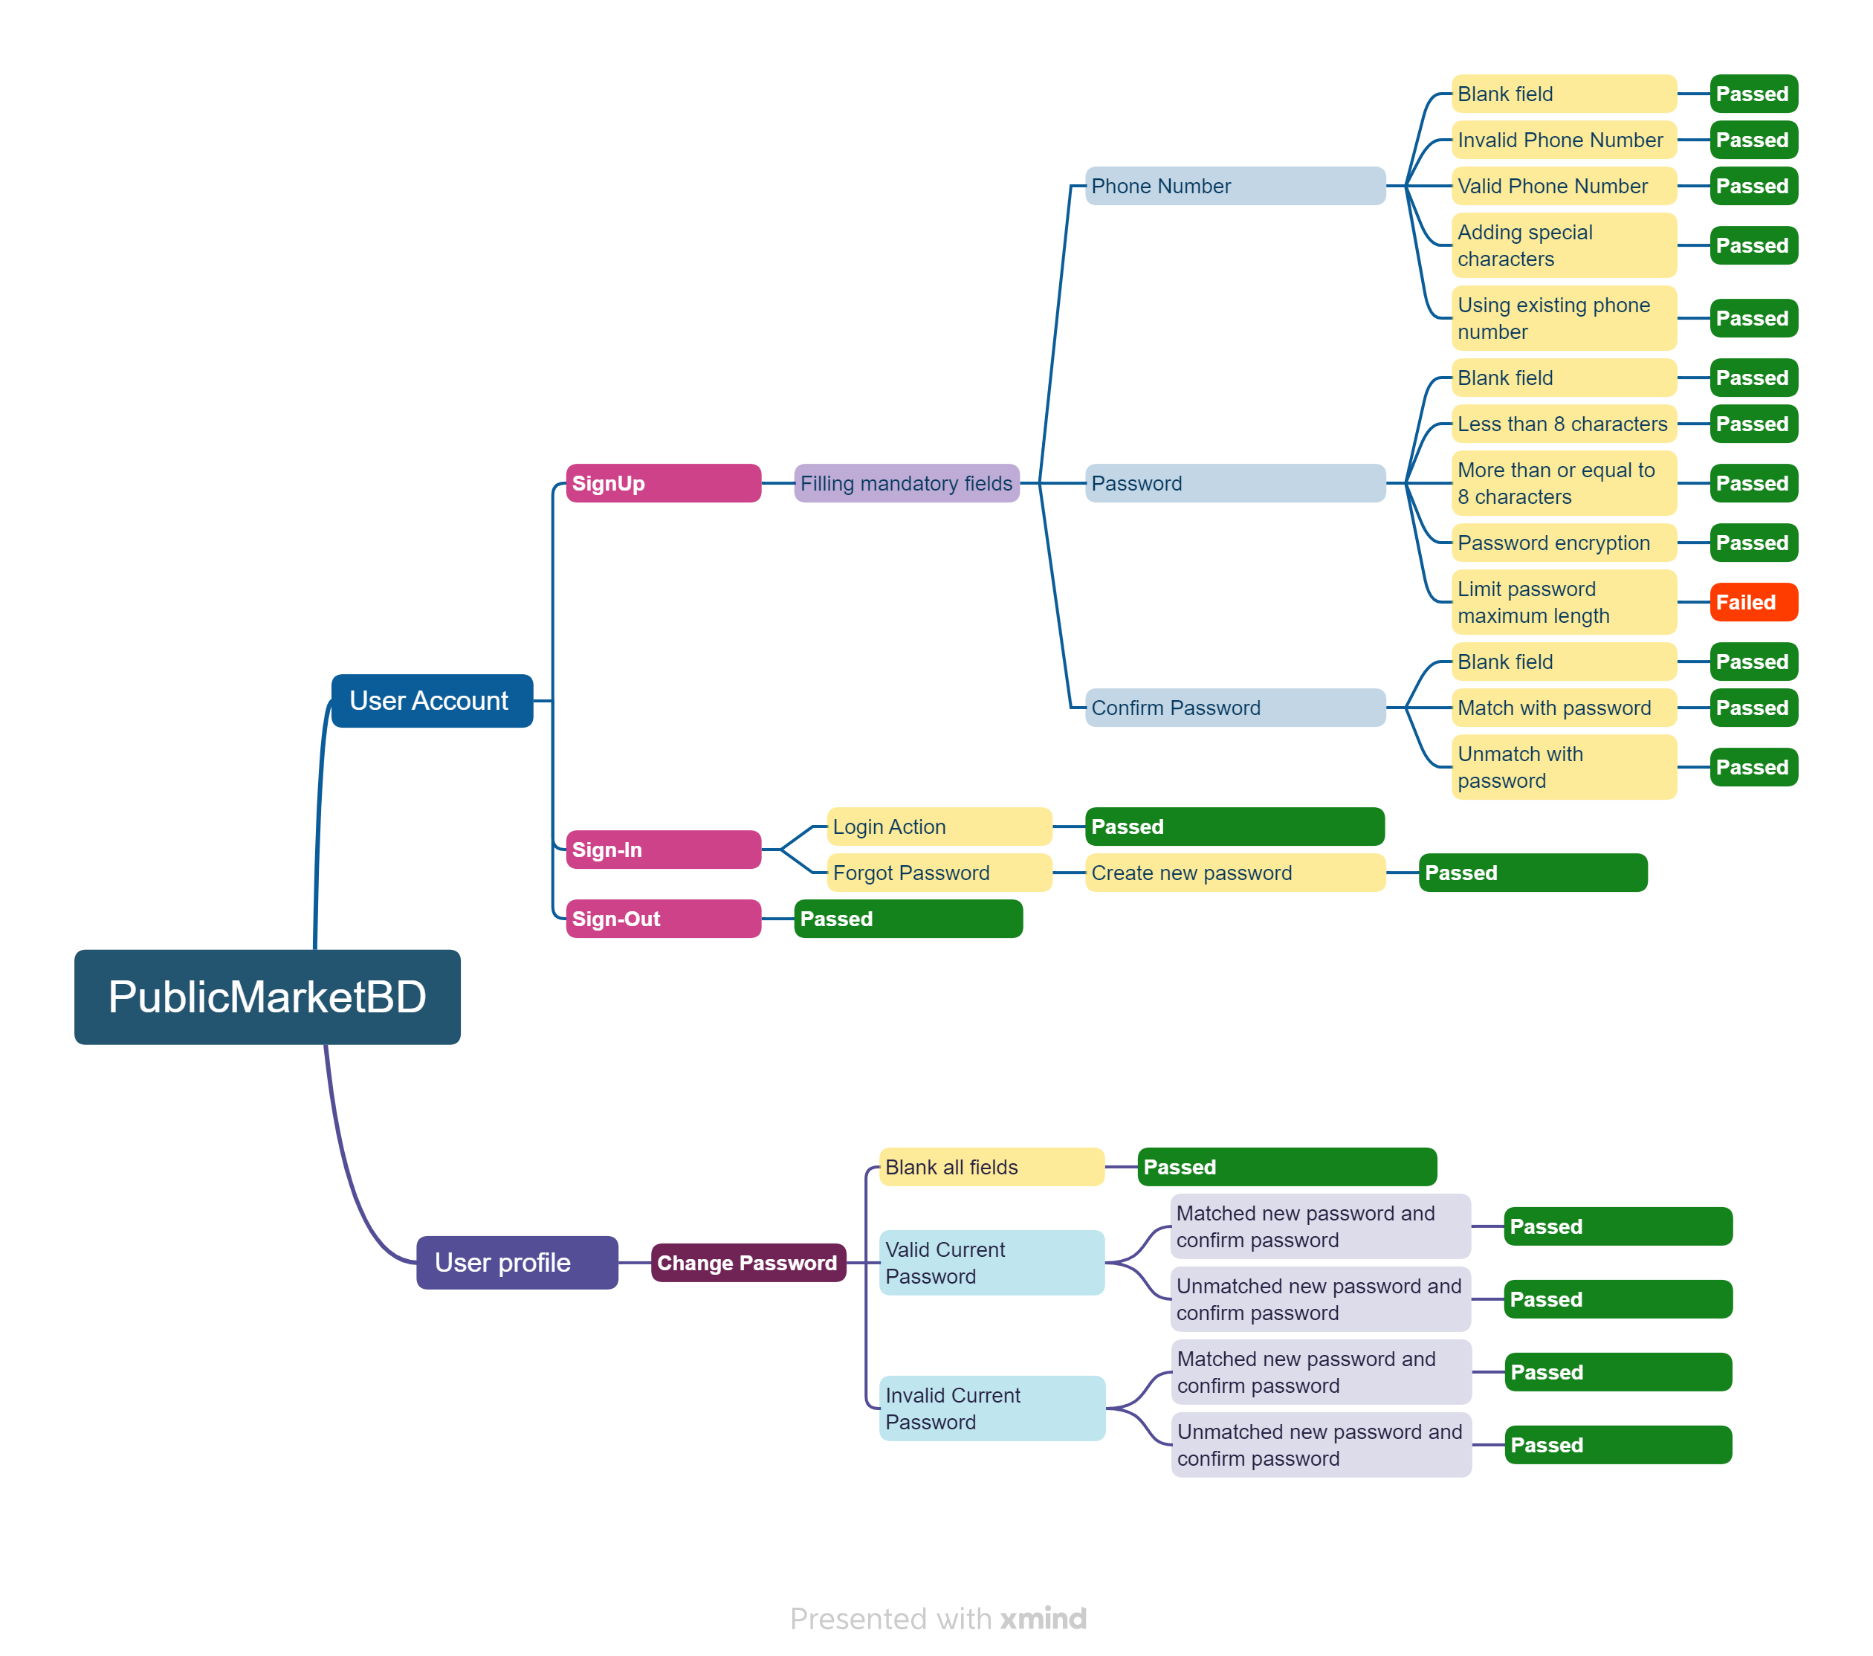 PublicMarketBD
User Account
SignUp
Filling mandatory fields
Phone Number
Blank field
Passed
Invalid Phone Number
Passed
Valid Phone Number
Passed
Adding special
characters
Passed
Using existing phone
number
Passed
Password
Blank field
Passed
Less than 8 characters
Passed
More than or equal to
8 characters
Passed
Password encryption
Passed
Limit password
maximum length
Failed
Confirm Password
Blank field
Passed
Match with password
Passed
Unmatch with
password
Passed
Sign-In
Login Action
Passed
Forgot Password
Create new password
Passed
Sign-Out
Passed
User profile
Change Password
Blank all fields
Passed
Valid Current
Password
Matched new password and
confirm password
Passed
Unmatched new password and
confirm password
Passed
Invalid Current
Password
Matched new password and
confirm password
Passed
Unmatched new password and
confirm password
Passed
Presented with xmind